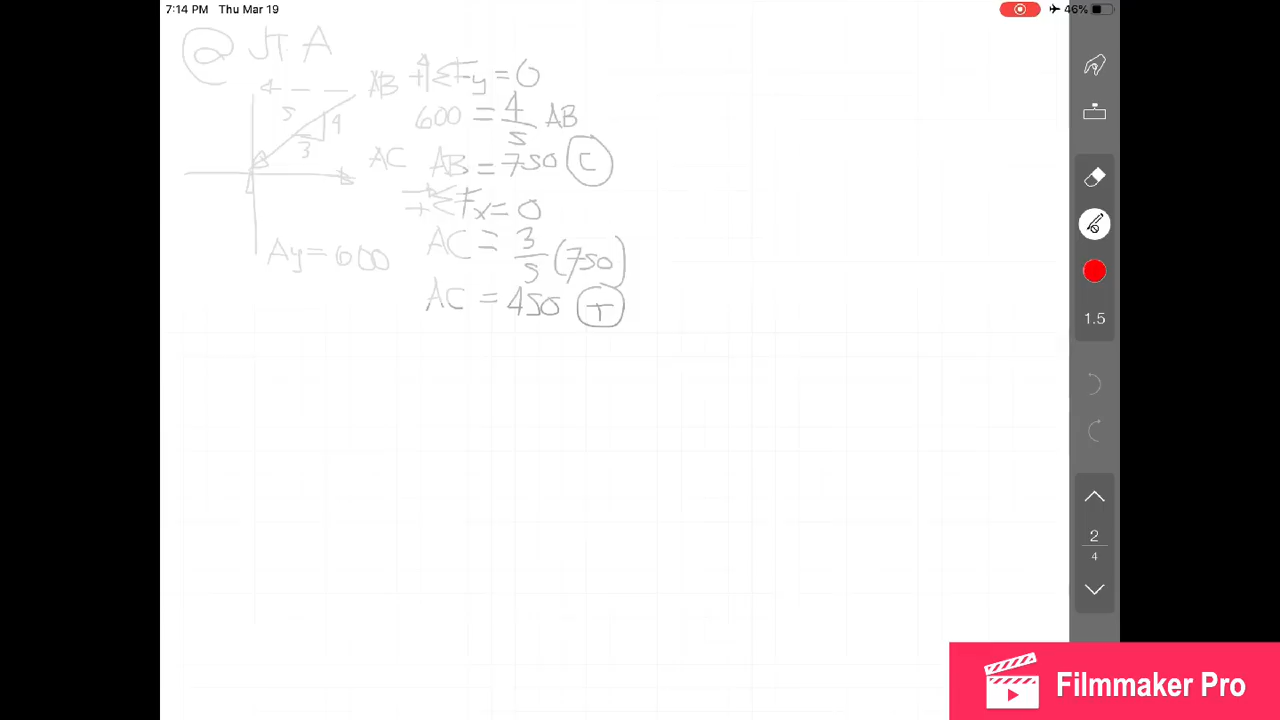 7:14 PM Thu Mar 19
46%
@ JT A
AB
5
4
3
AC
Ay = 600
+↑ΣFy = 0
600 = 4/5 AB
AB = 750 C
→+ΣFx = 0
AC = 3/5 (750)
AC = 450 T
1.5
2
4
Filmmaker Pro